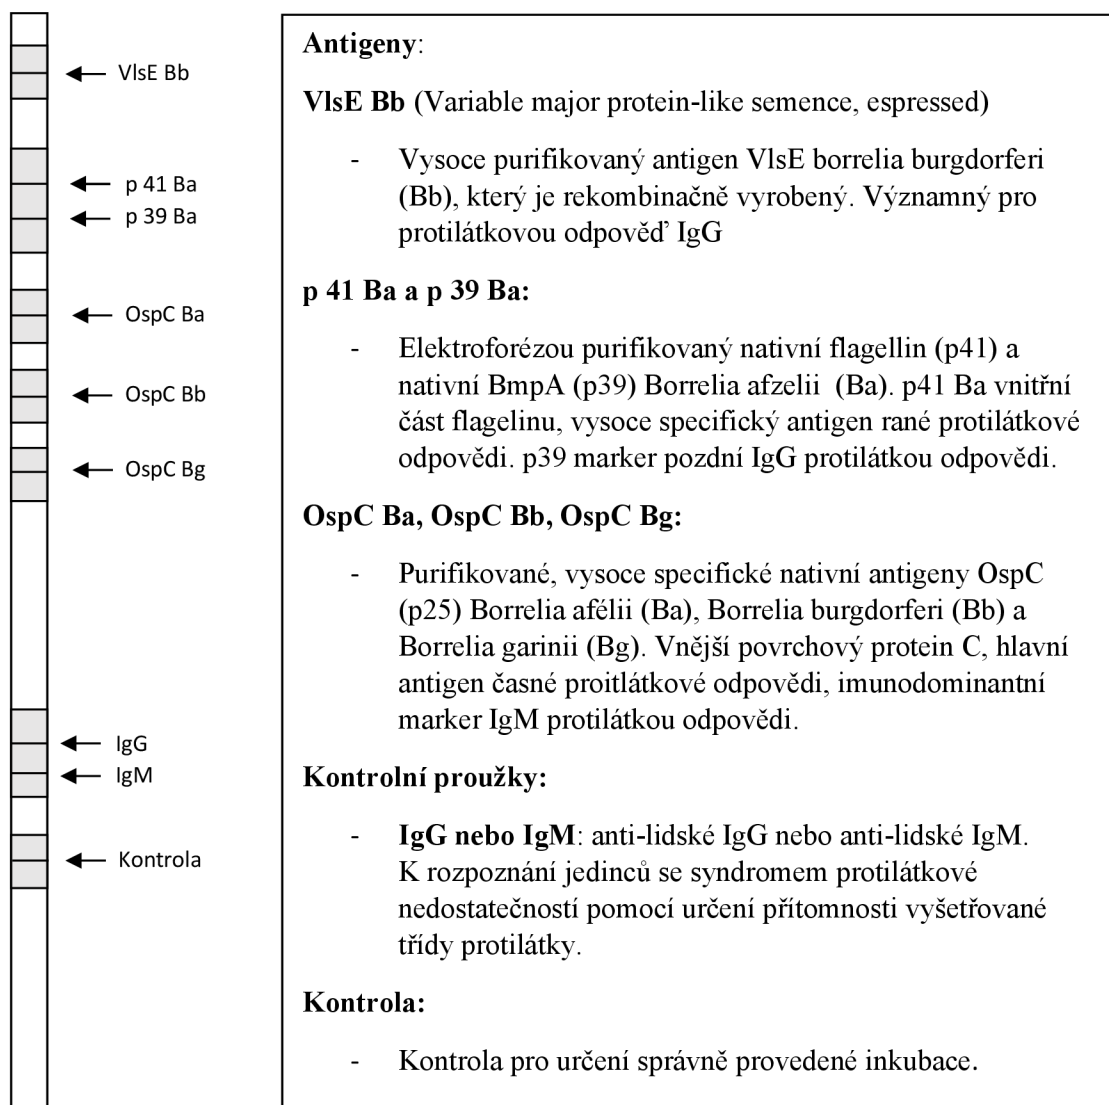 VlsE Bb
p 41 Ba
p 39 Ba
OspC Ba
OspC Bb
OspC Bg
IgG
IgM
Kontrola
Antigeny:
VlsE Bb (Variable major protein-like semence, espressed)
- Vysoce purifikovaný antigen VlsE borrelia burgdorferi
(Bb), který je rekombinačně vyrobený. Významný pro
protilátkovou odpověď IgG
p 41 Ba a p 39 Ba:
- Elektroforézou purifikovaný nativní flagellin (p41) a
nativní BmpA (p39) Borrelia afzelii (Ba). p41 Ba vnitřní
část flagelinu, vysoce specifický antigen rané protilátkové
odpovědi. p39 marker pozdní IgG protilátkou odpovědi.
OspC Ba, OspC Bb, OspC Bg:
- Purifikované, vysoce specifické nativní antigeny OspC
(p25) Borrelia afélii (Ba), Borrelia burgdorferi (Bb) a
Borrelia garinii (Bg). Vnější povrchový protein C, hlavní
antigen časné proitlátkové odpovědi, imunodominantní
marker IgM protilátkou odpovědi.
Kontrolní proužky:
- IgG nebo IgM: anti-lidské IgG nebo anti-lidské IgM.
K rozpoznání jedinců se syndromem protilátkové
nedostatečností pomocí určení přítomnosti vyšetřované
třídy protilátky.
Kontrola:
- Kontrola pro určení správně provedené inkubace.